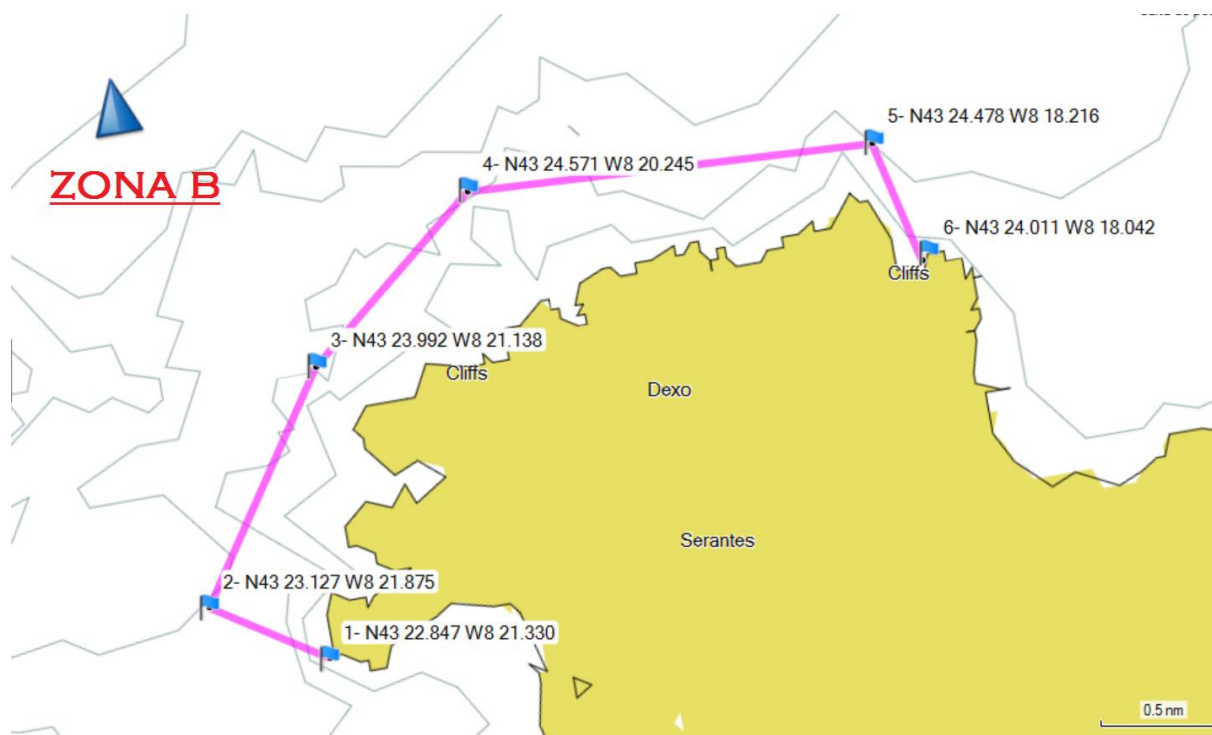 5- N43 24.478 W8 18.216
4- N43 24.571 W8 20.245
ZONA B
6- N43 24.011 W8 18.042
Cliffs
3- N43 23.992 W8 21.138
Cliffs
Dexo
Serantes
2- N43 23.127 W8 21.875
1- N43 22.847 W8 21.330
0.5 nm